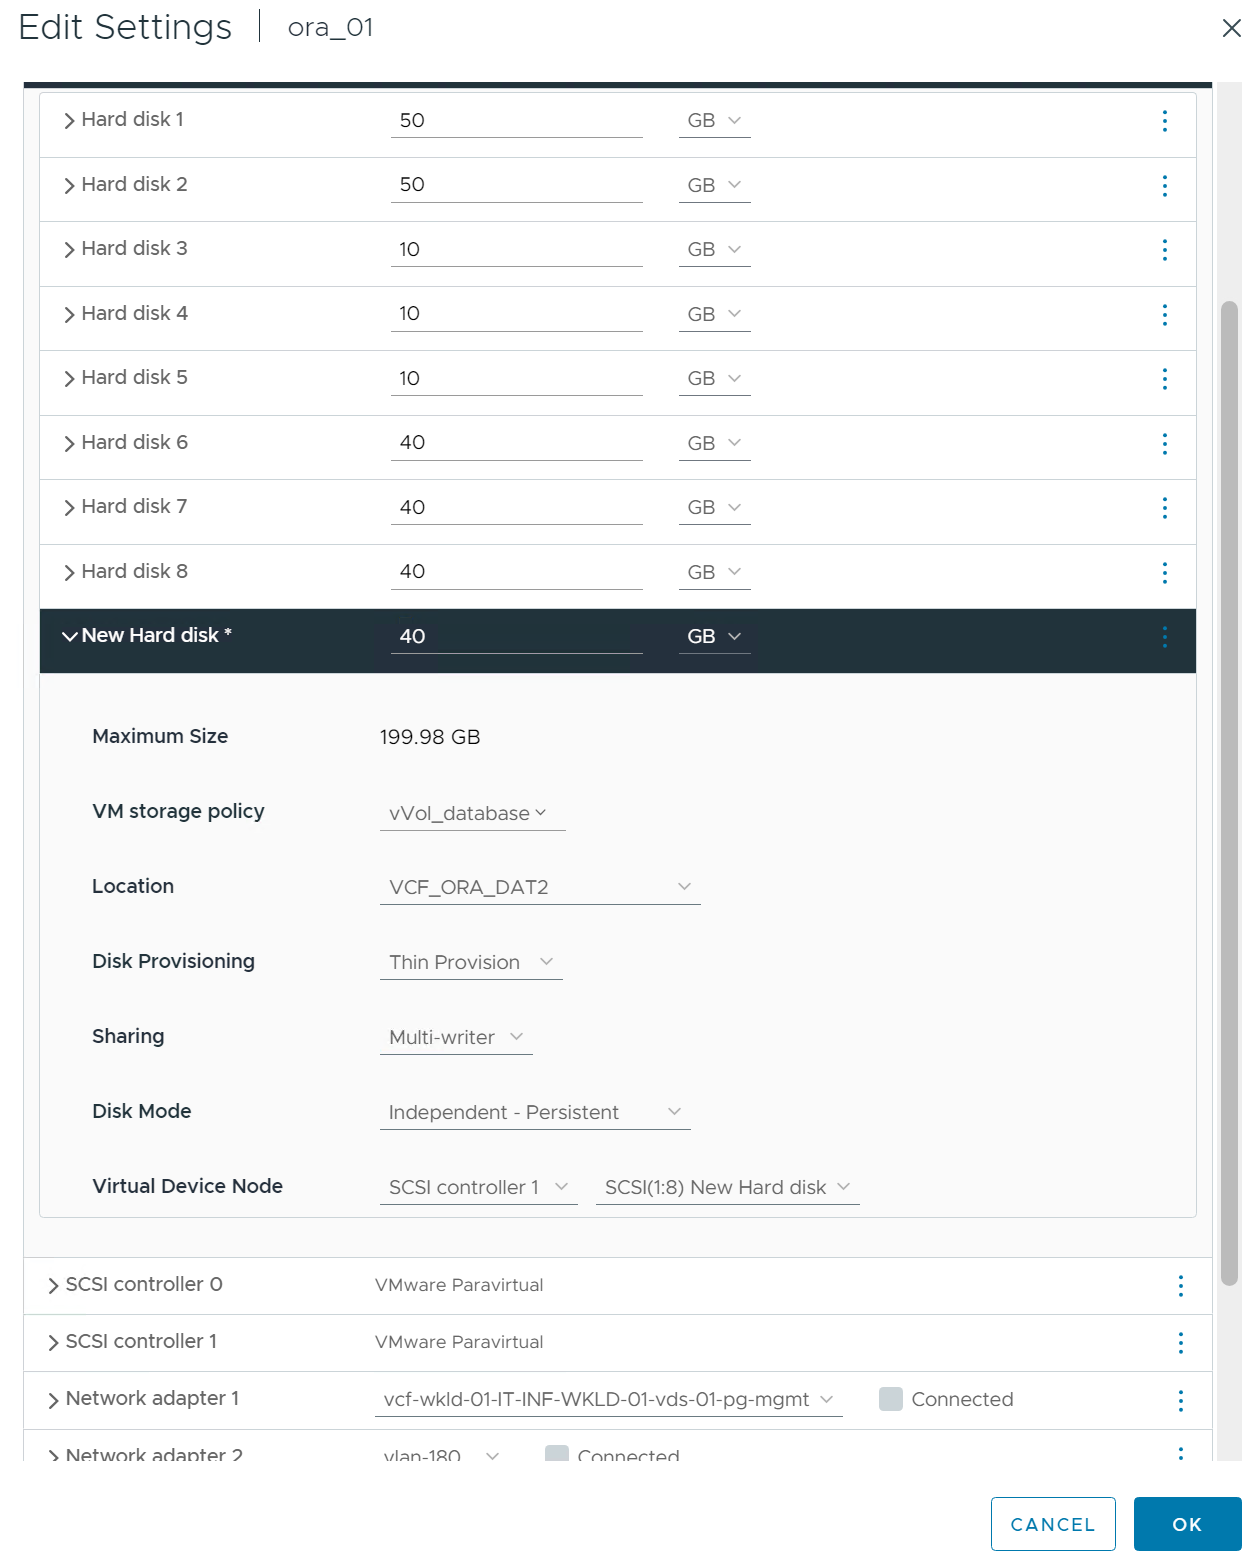 Edit Settings | ora_01
Hard disk 1 50 GB
Hard disk 2 50 GB
Hard disk 3 10 GB
Hard disk 4 10 GB
Hard disk 5 10 GB
Hard disk 6 40 GB
Hard disk 7 40 GB
Hard disk 8 40 GB
New Hard disk * 40 GB
Maximum Size 199.98 GB
VM storage policy vVol_database
Location VCF_ORA_DAT2
Disk Provisioning Thin Provision
Sharing Multi-writer
Disk Mode Independent - Persistent
Virtual Device Node SCSI controller 1 SCSI(1:8) New Hard disk
SCSI controller 0 VMware Paravirtual
SCSI controller 1 VMware Paravirtual
Network adapter 1 vcf-wkld-01-IT-INF-WKLD-01-vds-01-pg-mgmt Connected
Network adapter 2 vlan-180 Connected
CANCEL OK